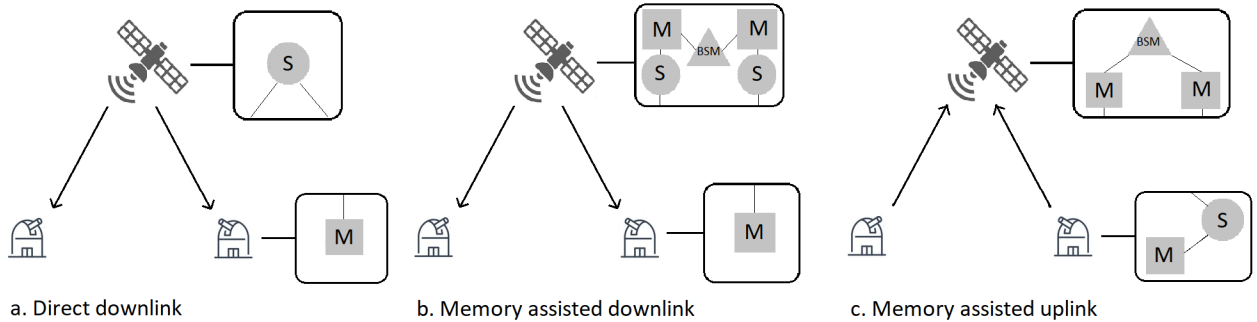 S
M
a. Direct downlink
M
BSM
M
S
S
M
b. Memory assisted downlink
BSM
M
M
S
M
c. Memory assisted uplink